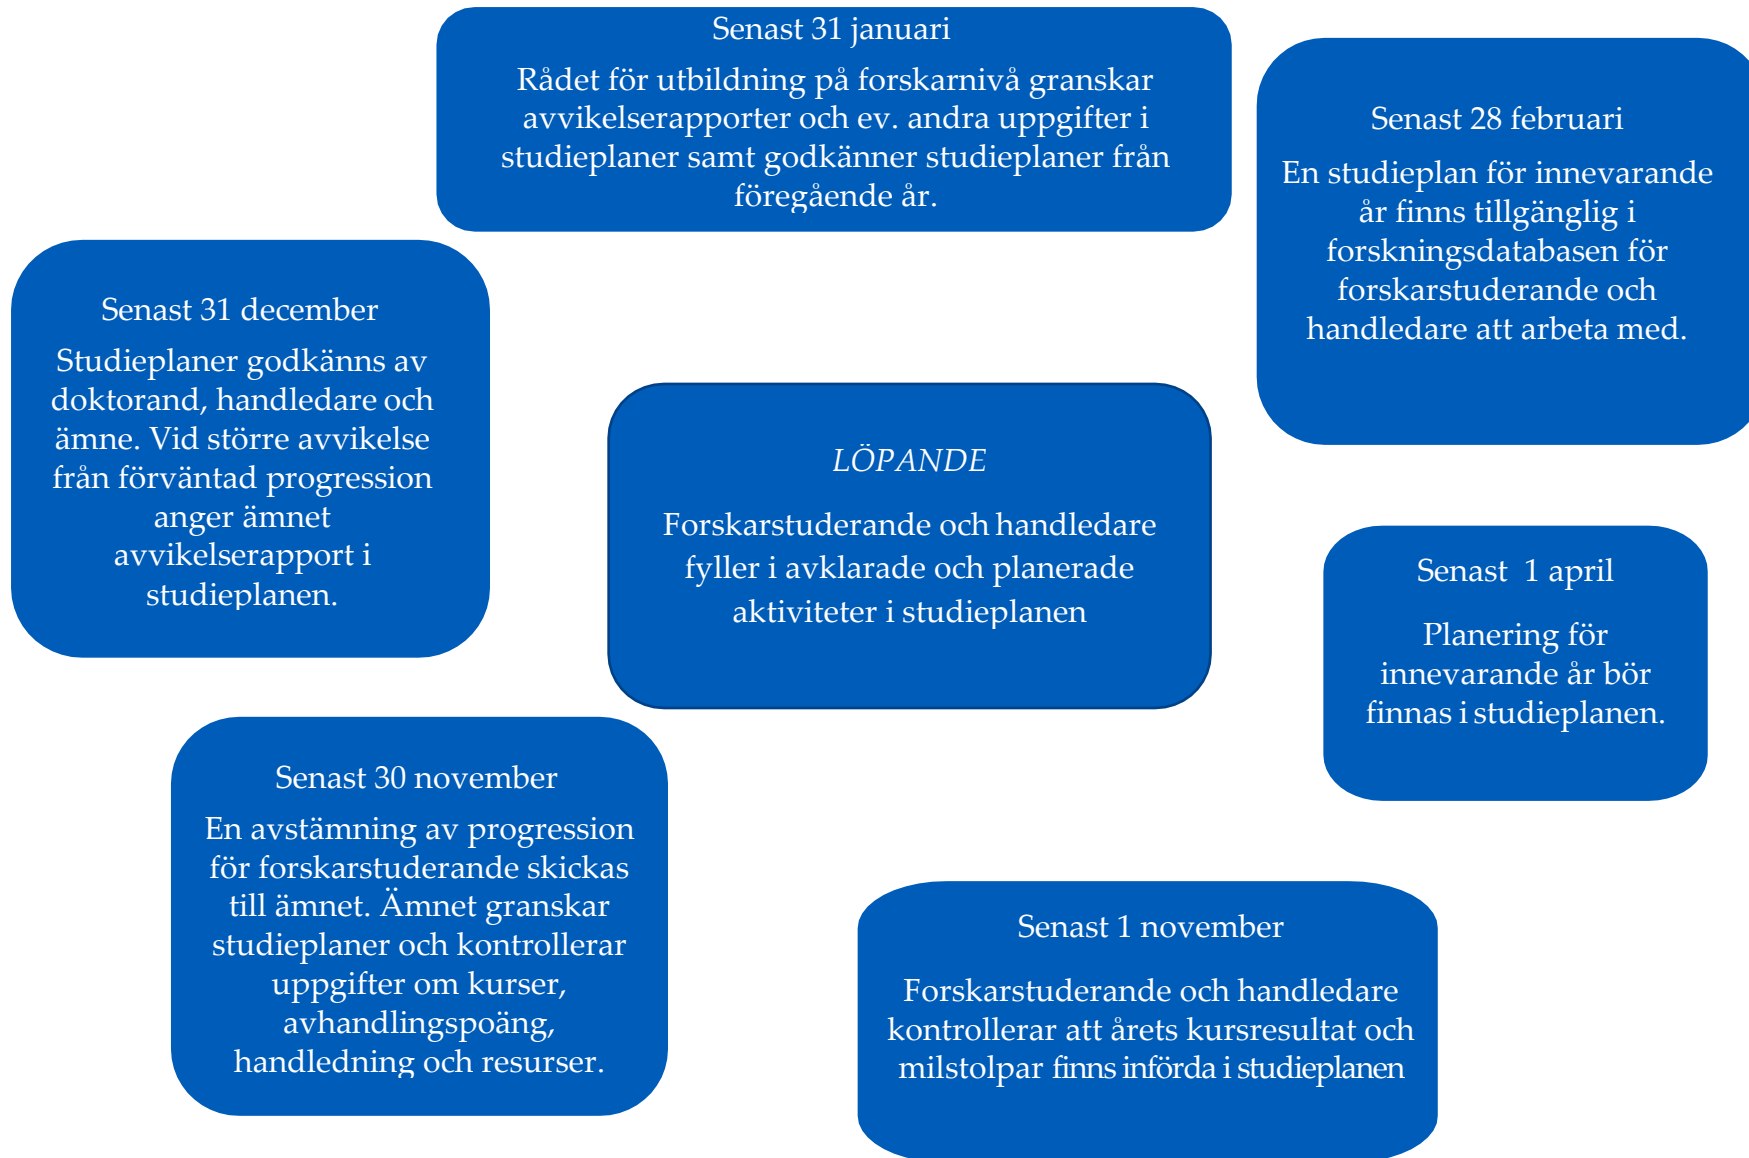 Senast 31 januari
Rådet för utbildning på forskarnivå granskar
avvikelserapporter och ev. andra uppgifter i
studieplaner samt godkänner studieplaner från
föregående år.
Senast 28 februari
En studieplan för innevarande
år finns tillgänglig i
forskningsdatabasen för
forskarstuderande och
handledare att arbeta med.
Senast 1 april
Planering för
innevarande år bör
finnas i studieplanen.
Senast 1 november
Forskarstuderande och handledare
kontrollerar att årets kursresultat och
milstolpar finns införda i studieplanen
Senast 30 november
En avstämning av progression
för forskarstuderande skickas
till ämnet. Ämnet granskar
studieplaner och kontrollerar
uppgifter om kurser,
avhandlingspoäng,
handledning och resurser.
Senast 31 december
Studieplaner godkänns av
doktorand, handledare och
ämne. Vid större avvikelse
från förväntad progression
anger ämnet
avvikelserapport i
studieplanen.
LÖPANDE
Forskarstuderande och handledare
fyller i avklarade och planerade
aktiviteter i studieplanen